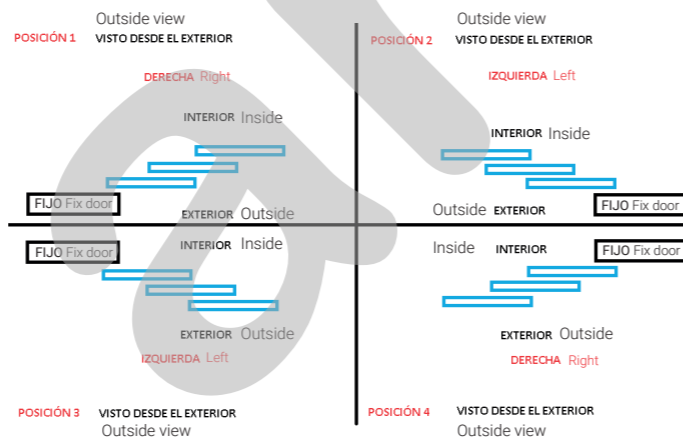 Outside view
POSICIÓN 1 VISTO DESDE EL EXTERIOR
DERECHA Right
INTERIOR Inside
FIJO Fix door
EXTERIOR Outside
Outside view
POSICIÓN 2 VISTO DESDE EL EXTERIOR
IZQUIERDA Left
INTERIOR Inside
Outside EXTERIOR
FIJO Fix door
INTERIOR Inside
FIJO Fix door
EXTERIOR Outside
IZQUIERDA Left
POSICIÓN 3 VISTO DESDE EL EXTERIOR
Outside view
Inside INTERIOR
FIJO Fix door
EXTERIOR Outside
DERECHA Right
POSICIÓN 4 VISTO DESDE EL EXTERIOR
Outside view